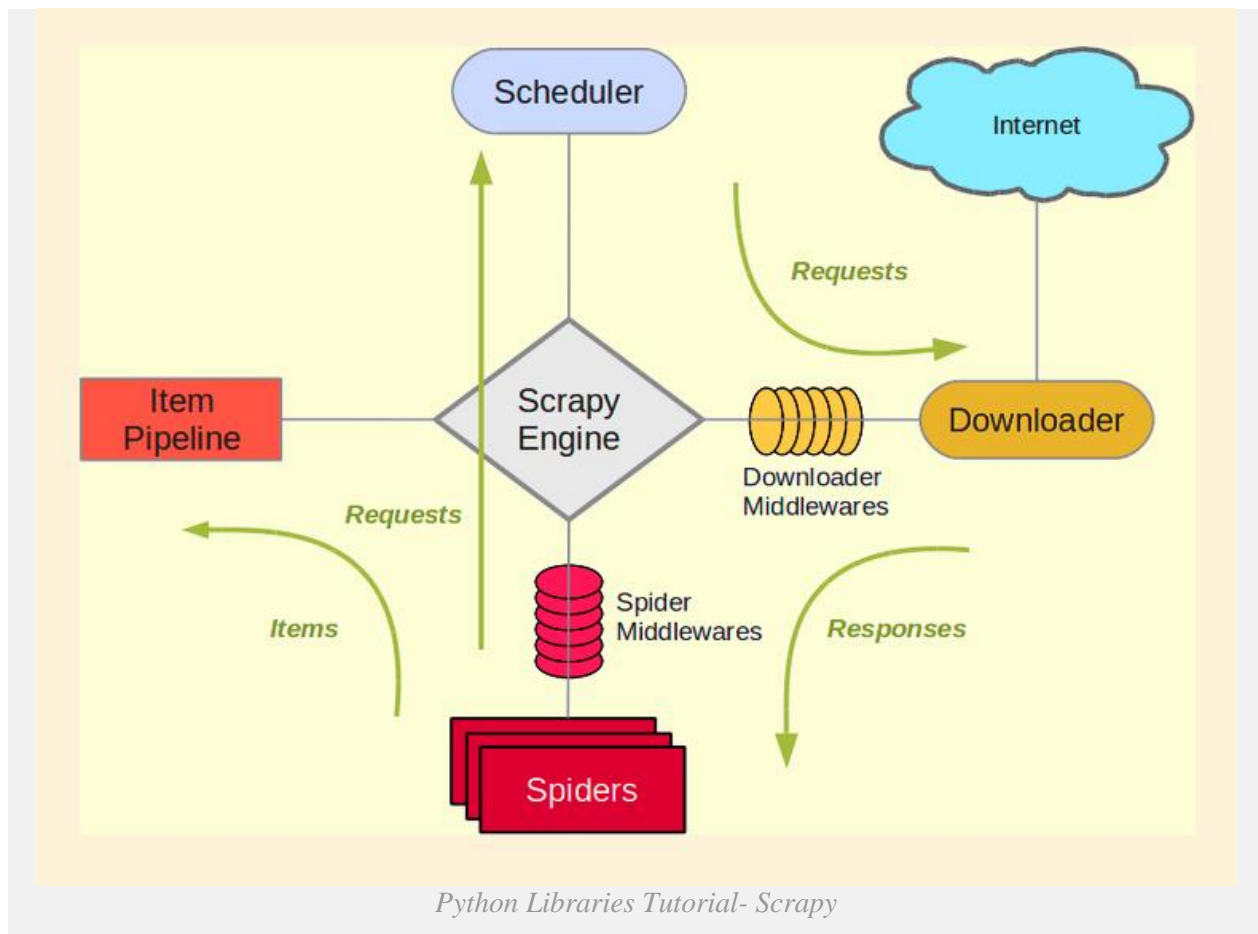 Scheduler
Internet
Requests
Item
Pipeline
Scrapy
Engine
Downloader
Downloader
Middlewares
Requests
Items
Spider
Middlewares
Responses
Spiders
Python Libraries Tutorial- Scrapy